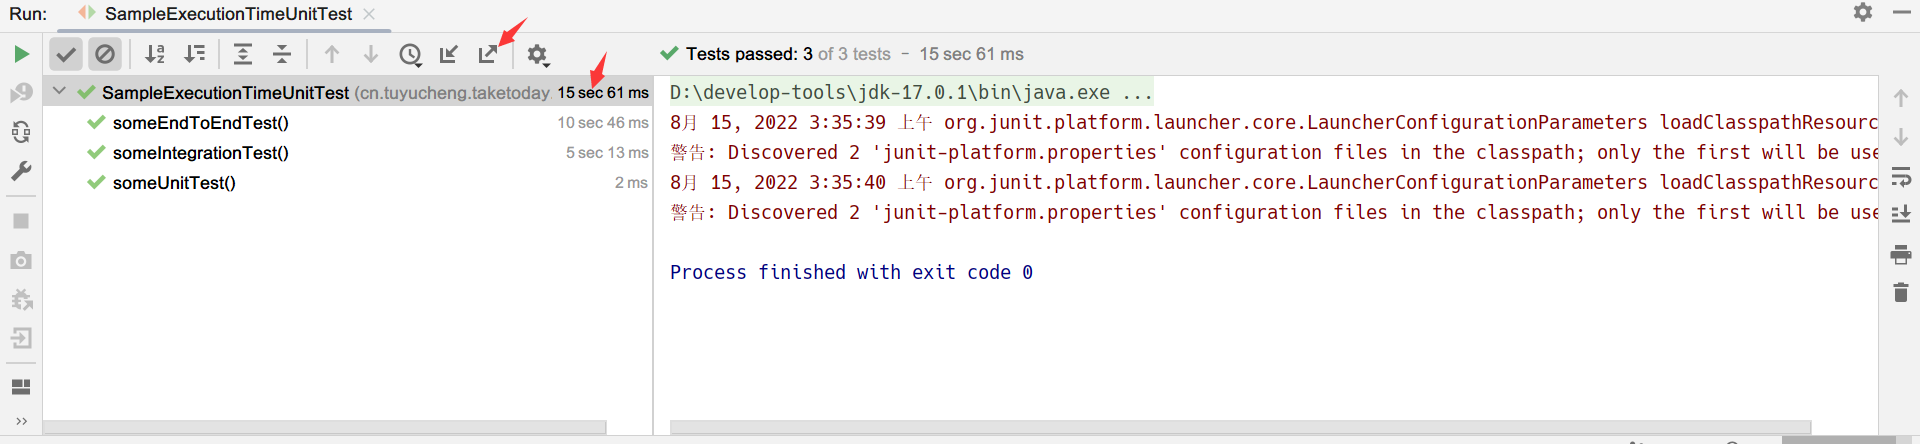 Run: SampleExecutionTimeUnitTest
Tests passed: 3 of 3 tests – 15 sec 61 ms
SampleExecutionTimeUnitTest (cn.tuyucheng.taketoday. 15 sec 61 ms
someEndToEndTest() 10 sec 46 ms
someIntegrationTest() 5 sec 13 ms
someUnitTest() 2 ms
D:\develop-tools\jdk-17.0.1\bin\java.exe ...
8月 15, 2022 3:35:39 上午 org.junit.platform.launcher.core.LauncherConfigurationParameters loadClasspathResourc
警告: Discovered 2 'junit-platform.properties' configuration files in the classpath; only the first will be use
8月 15, 2022 3:35:40 上午 org.junit.platform.launcher.core.LauncherConfigurationParameters loadClasspathResourc
警告: Discovered 2 'junit-platform.properties' configuration files in the classpath; only the first will be use
Process finished with exit code 0